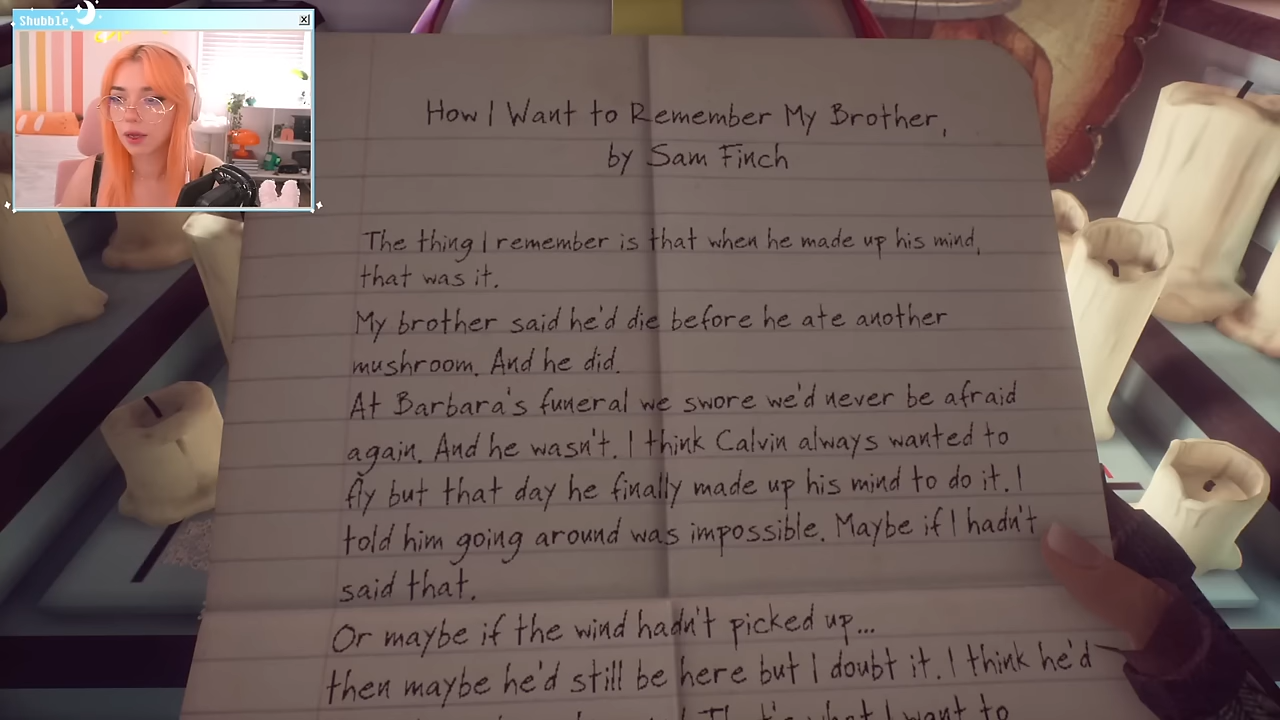 Shubble
How I Want to Remember My Brother,
by Sam Finch
The thing I remember is that when he made up his mind,
that was it.
My brother said he'd die before he ate another
mushroom. And he did.
At Barbara's funeral we swore we'd never be afraid
again. And he wasn't. I think Calvin always wanted to
fly but that day he finally made up his mind to do it. I
told him going around was impossible. Maybe if I hadn't
said that.
Or maybe if the wind hadn't picked up...
then maybe he'd still be here but I doubt it. I think he'd
That's what I want to